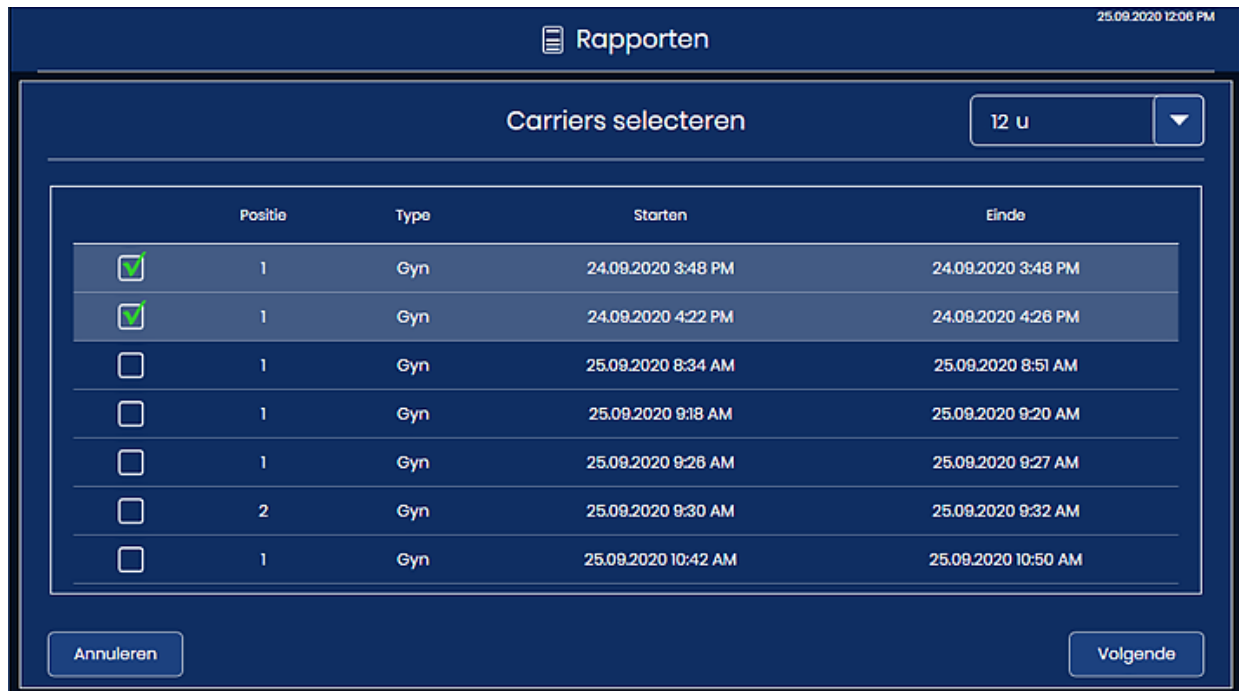 25.09.2020 12:06 PM
Rapporten
Carriers selecteren
12 u
Positie Type Starten Einde
1 Gyn 24.09.2020 3:48 PM 24.09.2020 3:48 PM
1 Gyn 24.09.2020 4:22 PM 24.09.2020 4:26 PM
1 Gyn 25.09.2020 8:34 AM 25.09.2020 8:51 AM
1 Gyn 25.09.2020 9:18 AM 25.09.2020 9:20 AM
1 Gyn 25.09.2020 9:26 AM 25.09.2020 9:27 AM
2 Gyn 25.09.2020 9:30 AM 25.09.2020 9:32 AM
1 Gyn 25.09.2020 10:42 AM 25.09.2020 10:50 AM
Annuleren Volgende